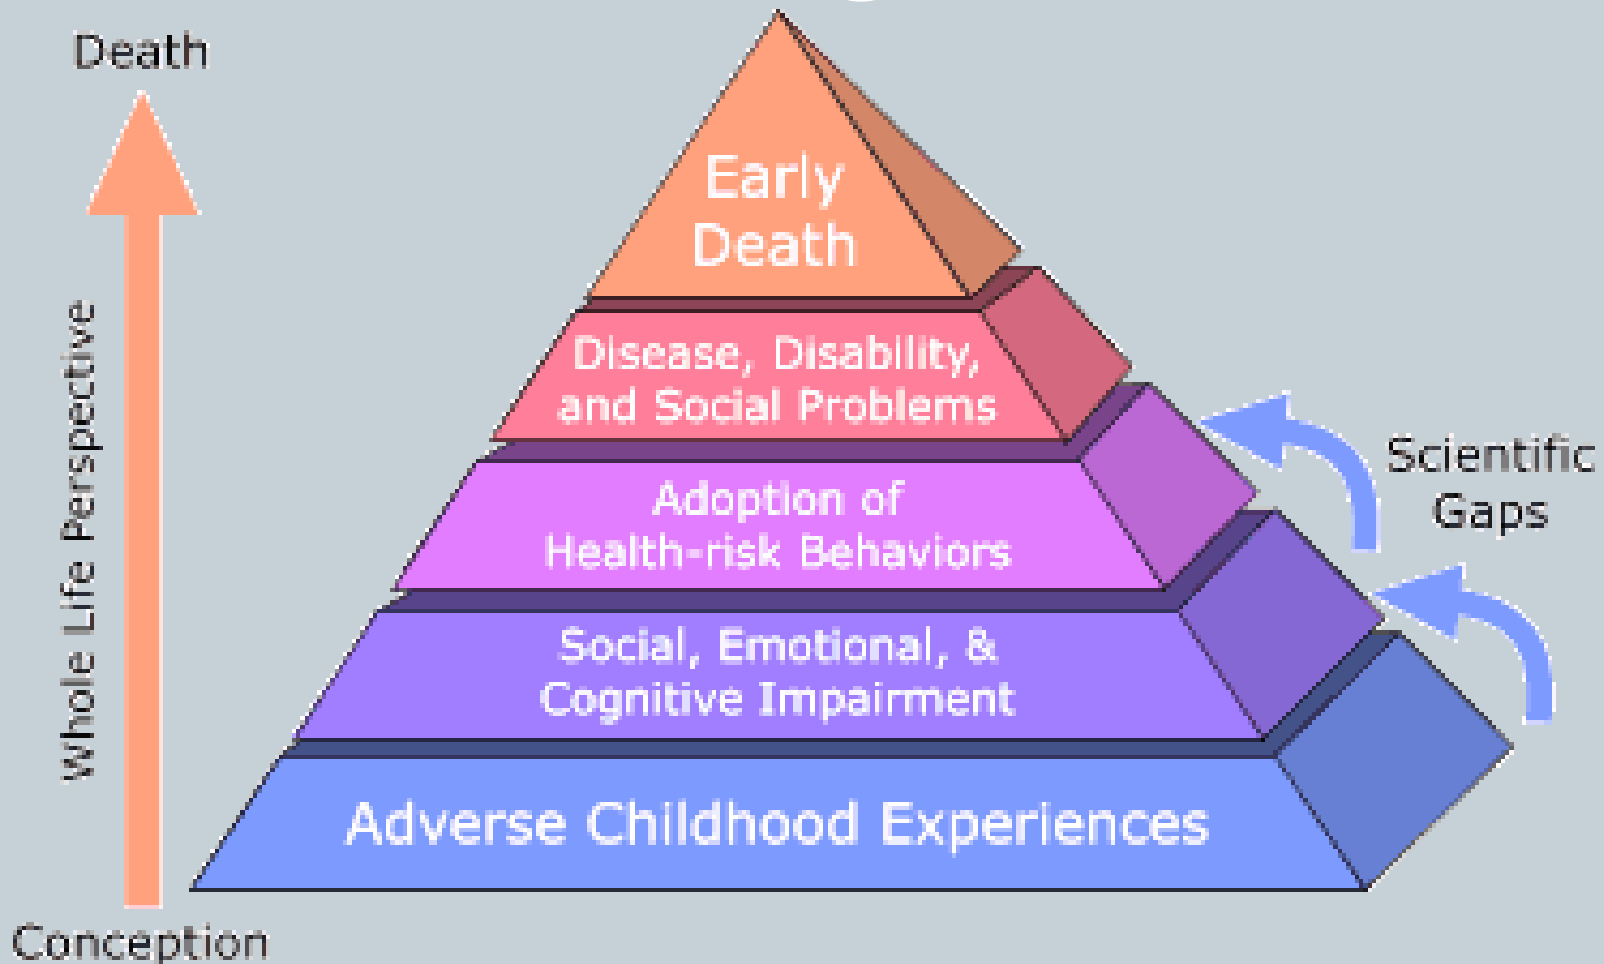 Death
Whole Life Perspective
Conception
Early
Death
Disease, Disability,
and Social Problems
Adoption of
Health-risk Behaviors
Social, Emotional, &
Cognitive Impairment
Adverse Childhood Experiences
Scientific
Gaps